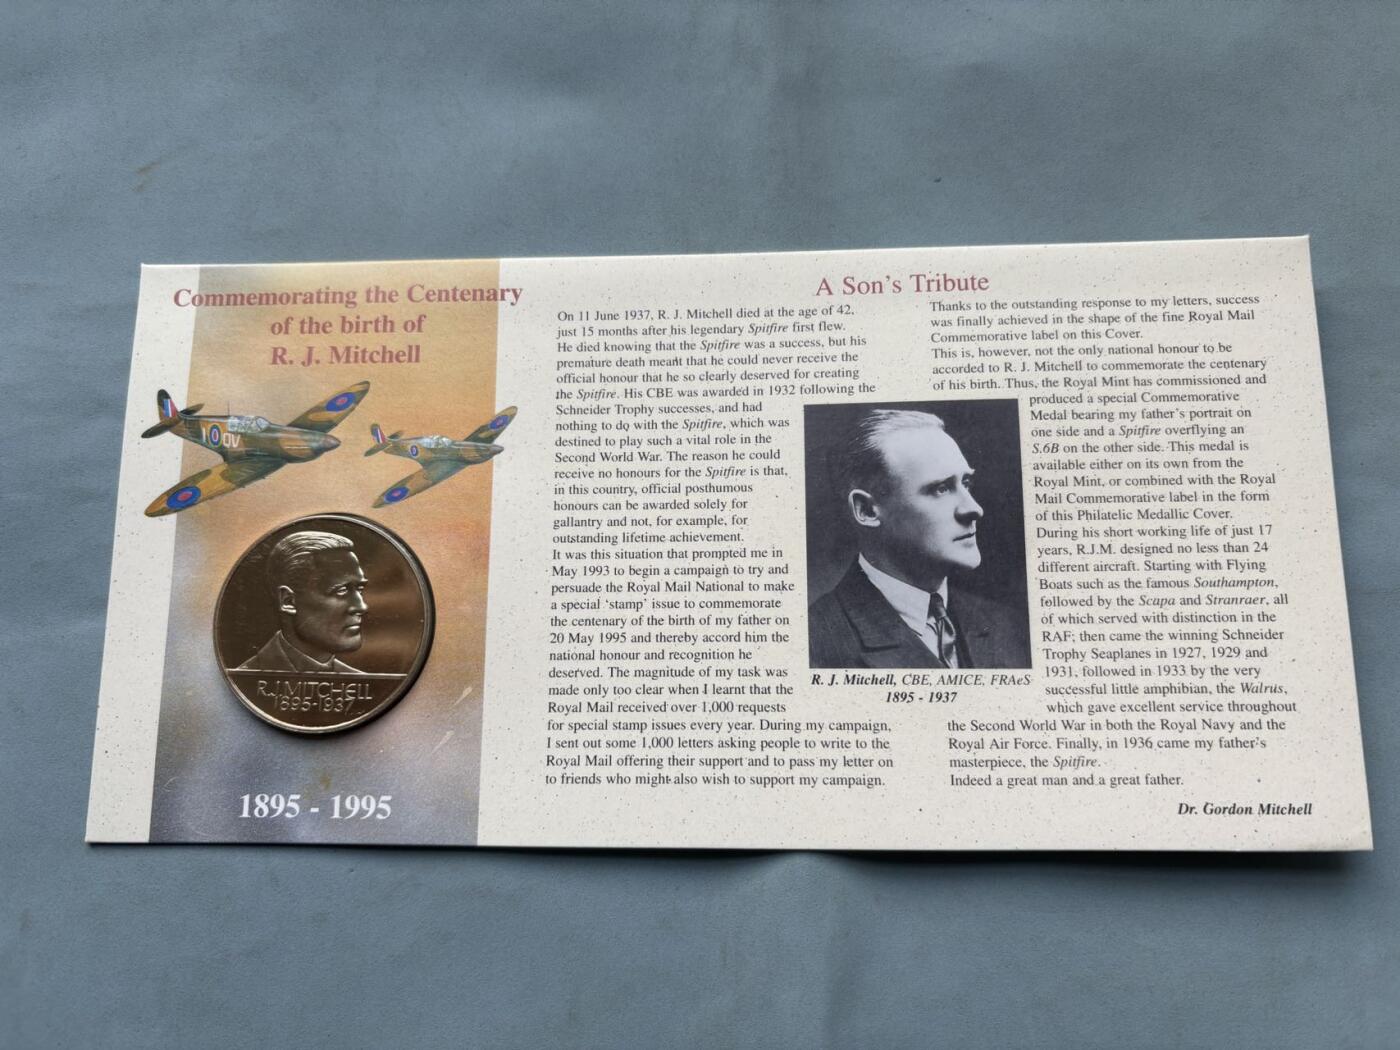 Commemorating the Centenary
of the birth of
R. J. Mitchell
QV
R.J.MITCHELL
1895-1937
1895 - 1995
A Son's Tribute
On 11 June 1937, R. J. Mitchell died at the age of 42,
just 15 months after his legendary Spitfire first flew.
He died knowing that the Spitfire was a success, but his
premature death meant that he could never receive the
official honour that he so clearly deserved for creating
the Spitfire. His CBE was awarded in 1932 following the
Schneider Trophy successes, and had
nothing to do with the Spitfire, which was
destined to play such a vital role in the
Second World War. The reason he could
receive no honours for the Spitfire is that,
in this country, official posthumous
honours can be awarded solely for
gallantry and not, for example, for
outstanding lifetime achievement.
It was this situation that prompted me in
May 1993 to begin a campaign to try and
persuade the Royal Mail National to make
a special 'stamp' issue to commemorate
the centenary of the birth of my father on
20 May 1995 and thereby accord him the
national honour and recognition he
deserved. The magnitude of my task was
made only too clear when I learnt that the
Royal Mail received over 1,000 requests
for special stamp issues every year. During my campaign,
I sent out some 1,000 letters asking people to write to the
Royal Mail offering their support and to pass my letter on
to friends who might also wish to support my campaign.
R. J. Mitchell, CBE, AMICE, FRAeS
1895 - 1937
Thanks to the outstanding response to my letters, success
was finally achieved in the shape of the fine Royal Mail
Commemorative label on this Cover.
This is, however, not the only national honour to be
accorded to R. J. Mitchell to commemorate the centenary
of his birth. Thus, the Royal Mint has commissioned and
produced a special Commemorative
Medal bearing my father's portrait on
one side and a Spitfire overflying an
S.6B on the other side. This medal is
available either on its own from the
Royal Mint, or combined with the Royal
Mail Commemorative label in the form
of this Philatelic Medallic Cover.
During his short working life of just 17
years, R.J.M. designed no less than 24
different aircraft. Starting with Flying
Boats such as the famous Southampton,
followed by the Scapa and Stranraer, all
of which served with distinction in the
RAF; then came the winning Schneider
Trophy Seaplanes in 1927, 1929 and
1931, followed in 1933 by the very
successful little amphibian, the Walrus,
which gave excellent service throughout
the Second World War in both the Royal Navy and the
Royal Air Force. Finally, in 1936 came my father's
masterpiece, the Spitfire.
Indeed a great man and a great father.
Dr. Gordon Mitchell